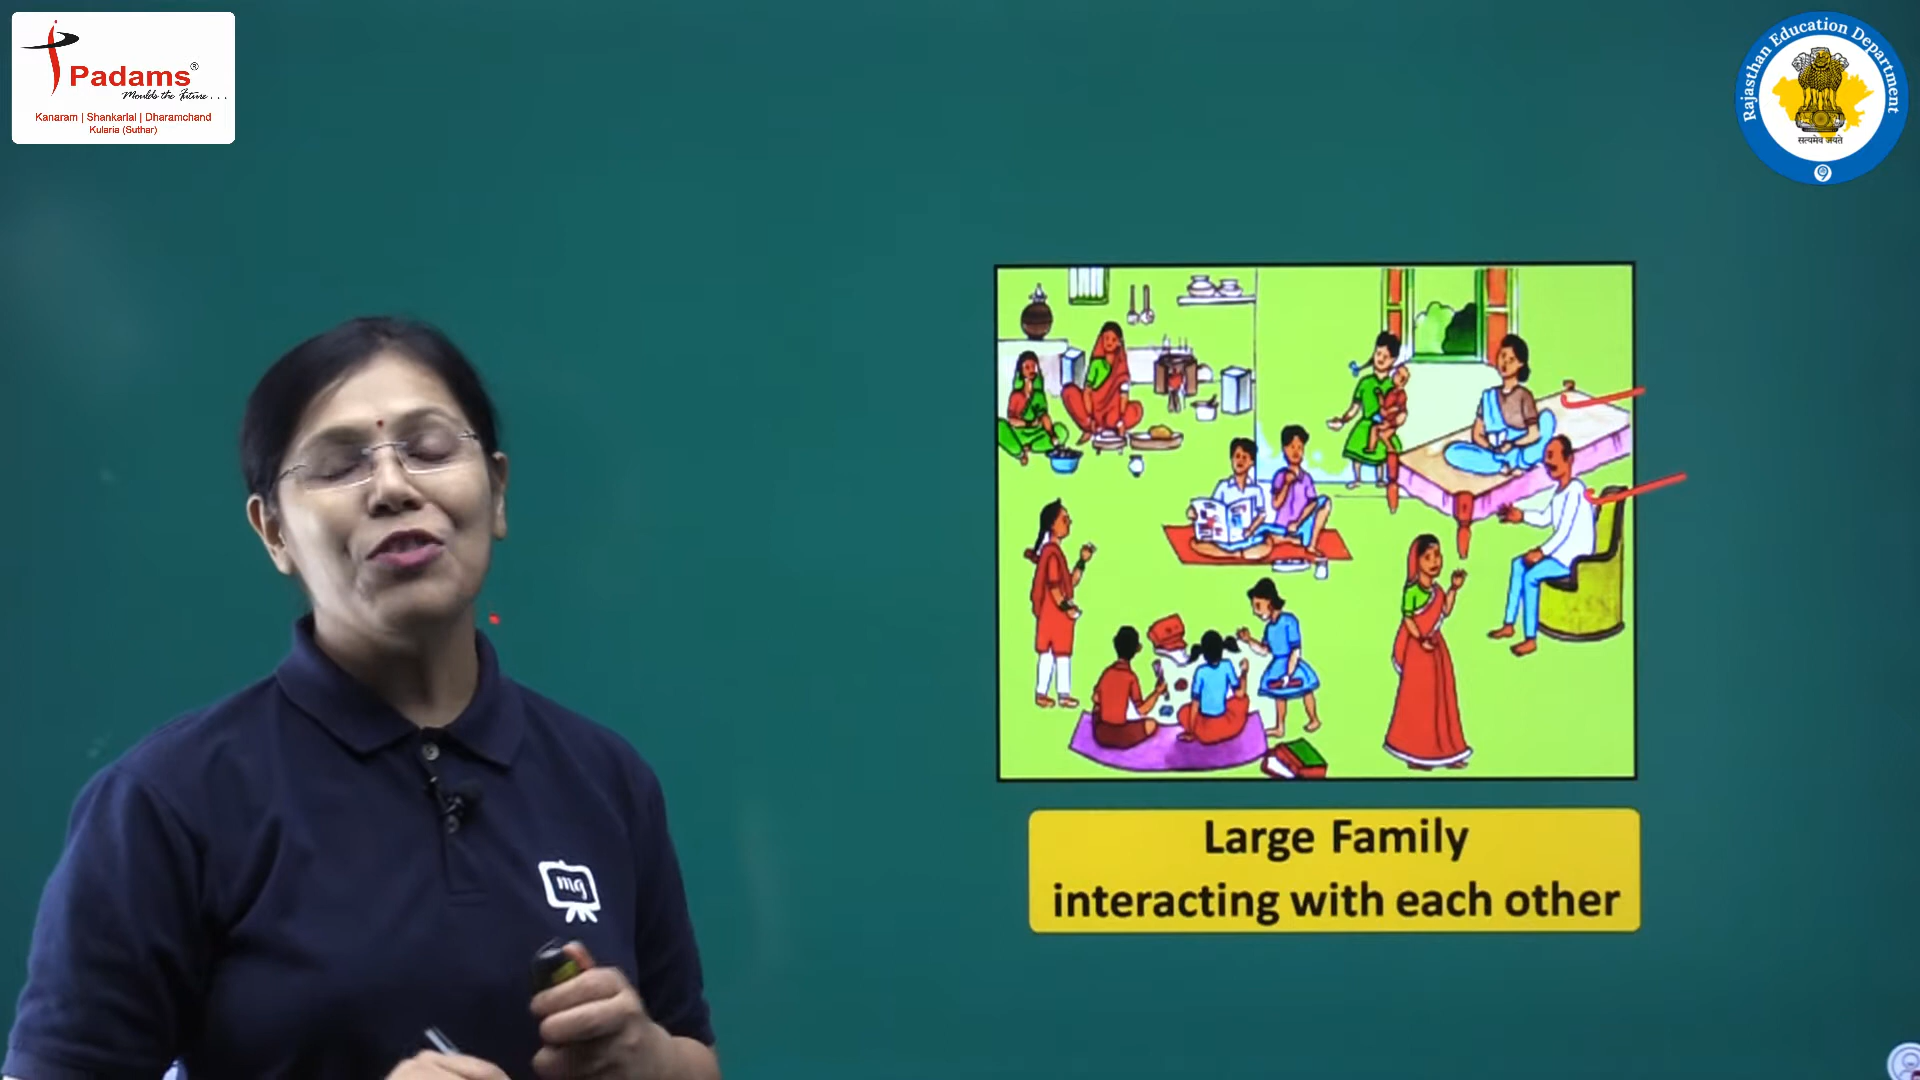 Padams®
Moulds the Future . . .
Kanaram | Shankarlal | Dharamchand
Kularia (Suthar)
Rajasthan Education Department
सत्यमेव जयते
mg
Large Family
interacting with each other